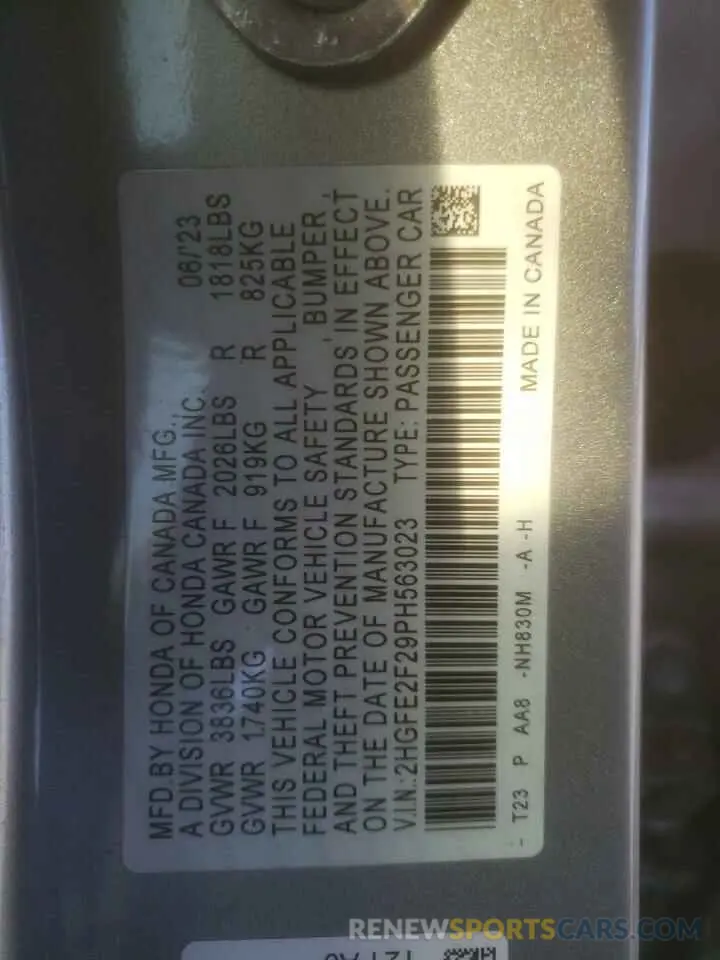 MFD.BY HONDA OF CANADA MFG., 08/'23
A DIVISION OF HONDA CANADA INC.
GVWR 3836LBS GAWR F 2026LBS R 1818LBS
GVWR 1740KG GAWR F 919KG R 825KG
THIS VEHICLE CONFORMS TO ALL APPLICABLE
FEDERAL MOTOR VEHICLE SAFETY , BUMPER ,
AND THEFT PREVENTION STANDARDS IN EFFECT
ON THE DATE OF MANUFACTURE SHOWN ABOVE.
V.I.N.:2HGFE2F29PH563023 TYPE: PASSENGER CAR
- T23 P AA8 -NH830M -A -H MADE IN CANADA
RENEWSPORTSCARS.COM